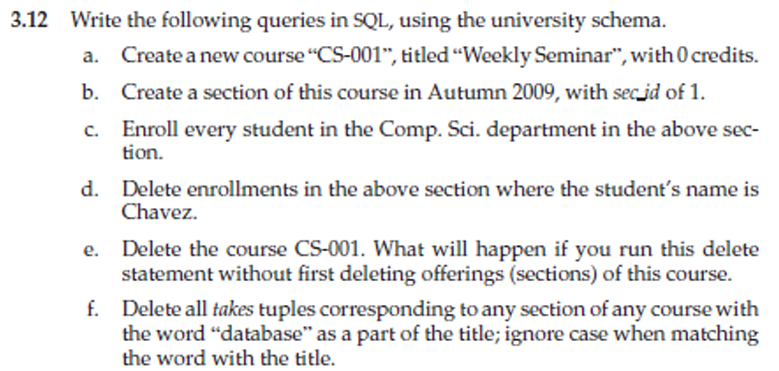 3.12 Write the following queries in SQL, using the university schema.
a. Create a new course “CS-001”, titled “Weekly Seminar”, with 0 credits.
b. Create a section of this course in Autumn 2009, with sec_id of 1.
c. Enroll every student in the Comp. Sci. department in the above sec-
tion.
d. Delete enrollments in the above section where the student’s name is
Chavez.
e. Delete the course CS-001. What will happen if you run this delete
statement without first deleting offerings (sections) of this course.
f. Delete all takes tuples corresponding to any section of any course with
the word “database” as a part of the title; ignore case when matching
the word with the title.